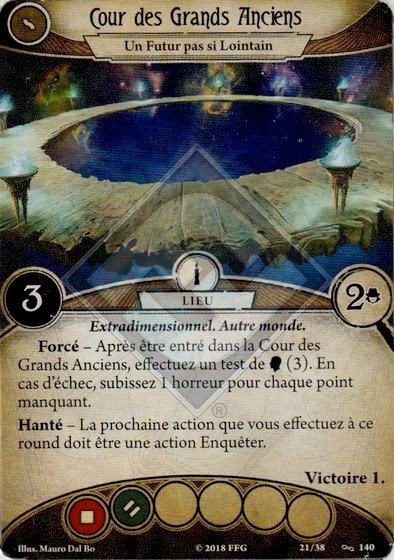 Cour des Grands Anciens
Un Futur pas si Lointain
3
2
LIEU
Extradimensionnel. Autre monde.
Forcé – Après être entré dans la Cour des
Grands Anciens, effectuez un test de (3). En
cas d'échec, subissez 1 horreur pour chaque point
manquant.
Hanté – La prochaine action que vous effectuez à ce
round doit être une action Enquêter.
Victoire 1.
®
Illus. Mauro Dal Bo
© 2018 FFG
21/38
140